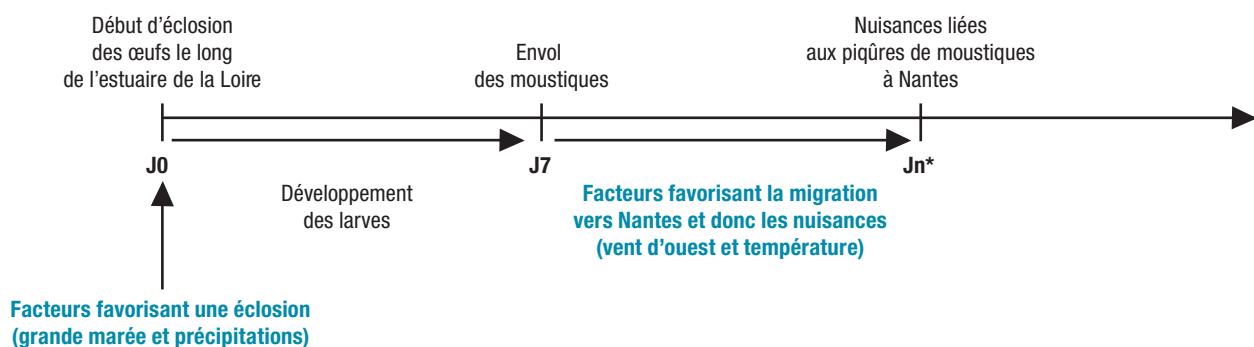 Début d’éclosion
des œufs le long
de l’estuaire de la Loire
Envol
des moustiques
Nuisances liées
aux piqûres de moustiques
à Nantes
J0
J7
Jn*
Développement
des larves
Facteurs favorisant la migration
vers Nantes et donc les nuisances
(vent d’ouest et température)
Facteurs favorisant une éclosion
(grande marée et précipitations)